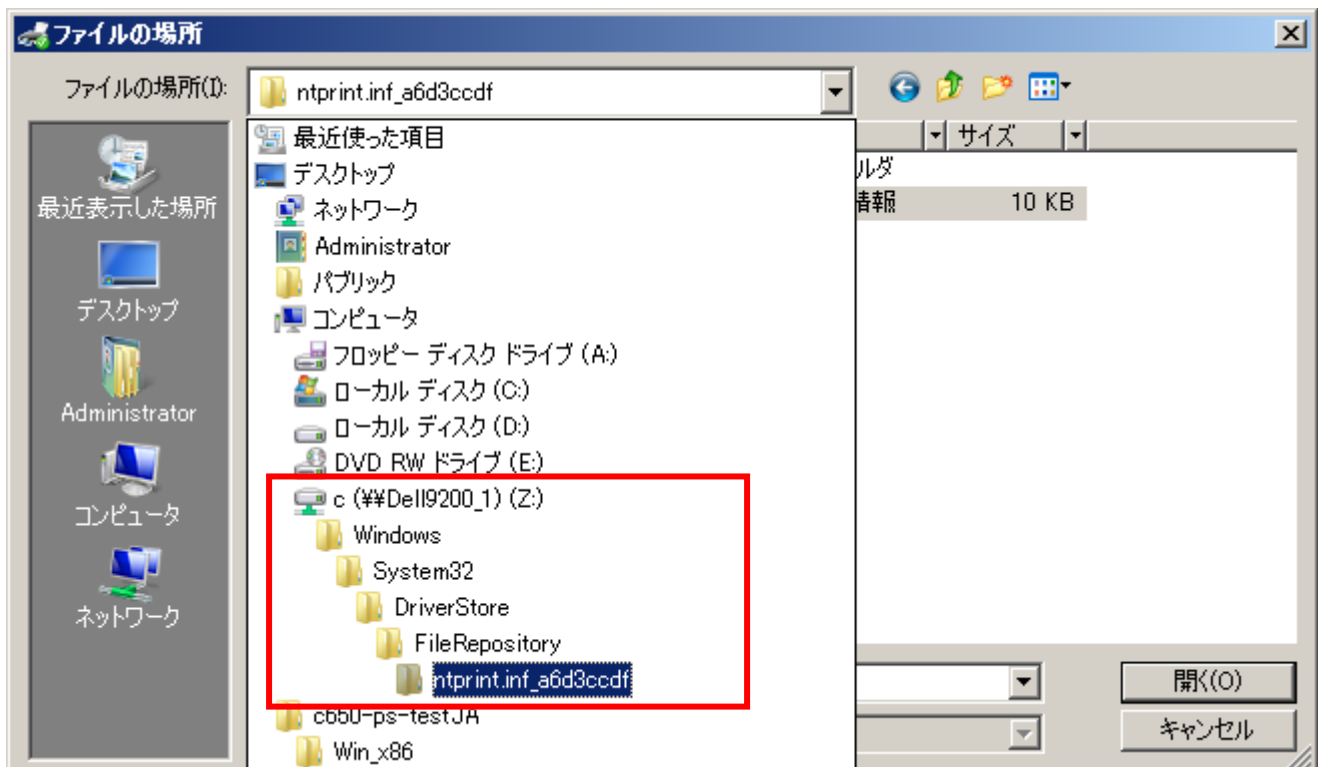 ファイルの場所
ファイルの場所(I):
ntprint.inf_a6d3ccdf
最近使った項目
デスクトップ
ネットワーク
Administrator
パブリック
コンピュータ
フロッピー ディスク ドライブ (A:)
ローカル ディスク (C:)
ローカル ディスク (D:)
DVD RW ドライブ (E:)
c (¥¥Dell9200_1) (Z:)
Windows
System32
DriverStore
FileRepository
ntprint.inf_a6d3ccdf
c650-ps-testJA
Win_x86
最近表示した場所
デスクトップ
Administrator
コンピュータ
ネットワーク
サイズ
ルダ
情報 10 KB
開く(O)
キャンセル